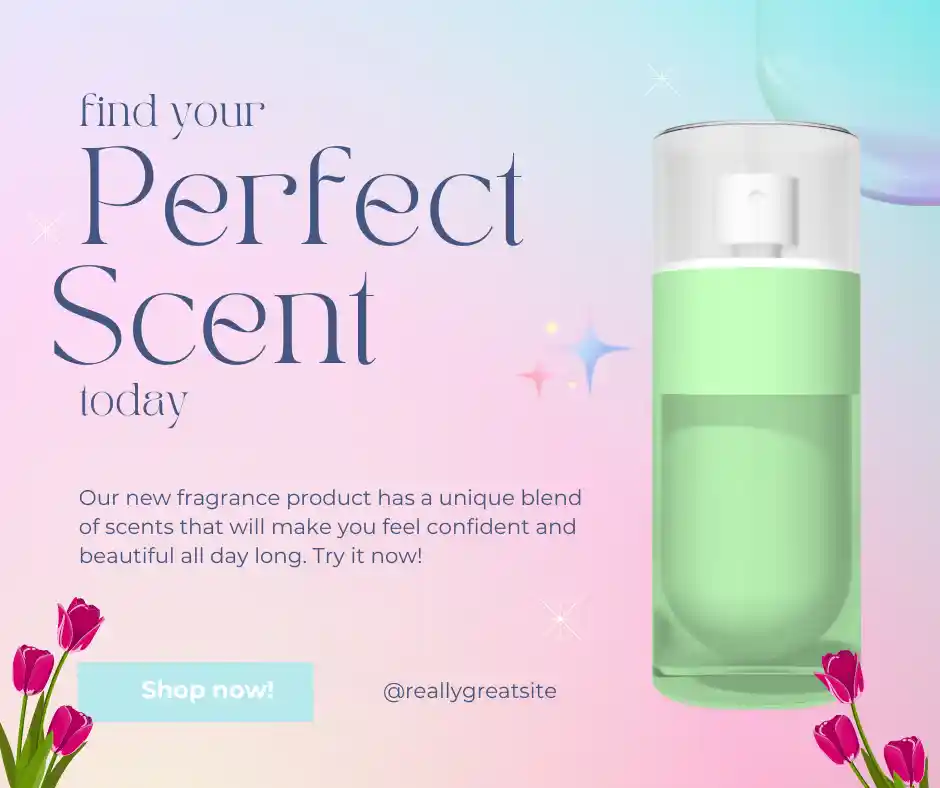 find your
Perfect
Scent
today
Our new fragrance product has a unique blend
of scents that will make you feel confident and
beautiful all day long. Try it now!
Shop now!
@reallygreatsite